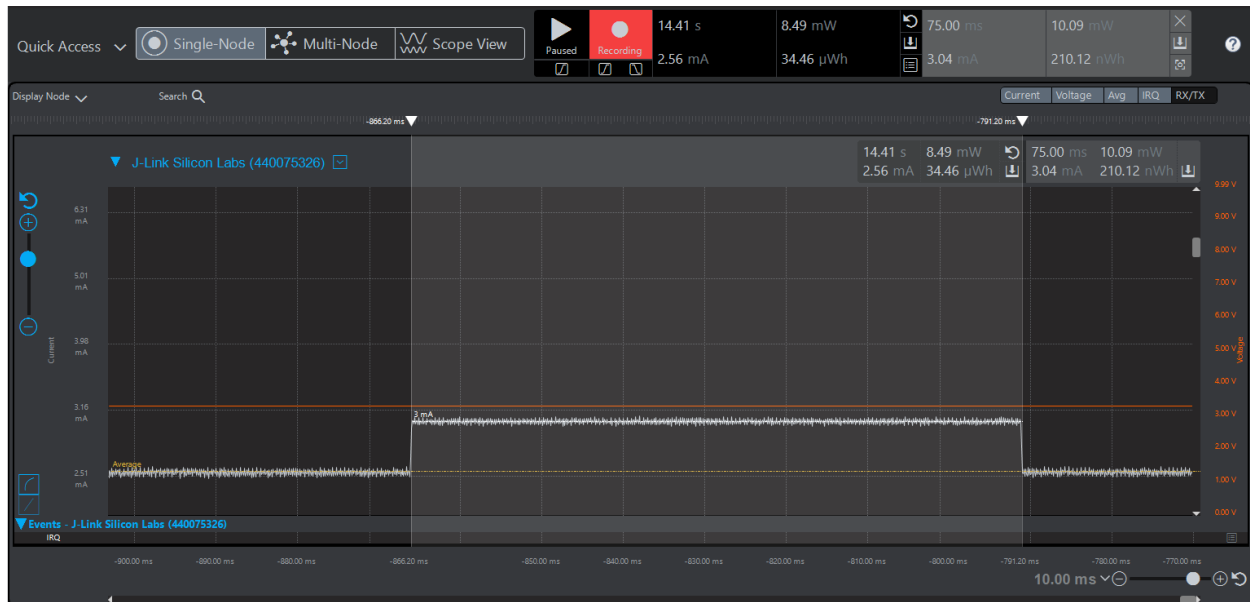 Quick Access Single-Node Multi-Node Scope View
Paused Recording
14.41 s 8.49 mW
2.56 mA 34.46 µWh
75.00 ms 10.09 mW
3.04 mA 210.12 nWh
?
Display Node Search Current Voltage Avg IRQ RX/TX
-866.20 ms -791.20 ms
J-Link Silicon Labs (440075326)
14.41 s 8.49 mW 75.00 ms 10.09 mW
2.56 mA 34.46 µWh 3.04 mA 210.12 nWh
6.31 mA
5.01 mA
3.98 mA
3.16 mA
2.51 mA
Current
3 mA
Average
9.99 V
9.00 V
8.00 V
7.00 V
6.00 V
5.00 V
4.00 V
3.00 V
2.00 V
1.00 V
0.00 V
Voltage
Events - J-Link Silicon Labs (440075326)
IRQ
-900.00 ms -890.00 ms -880.00 ms -866.20 ms -850.00 ms -840.00 ms -830.00 ms -820.00 ms -810.00 ms -800.00 ms -791.20 ms -780.00 ms -770.00 ms
10.00 ms